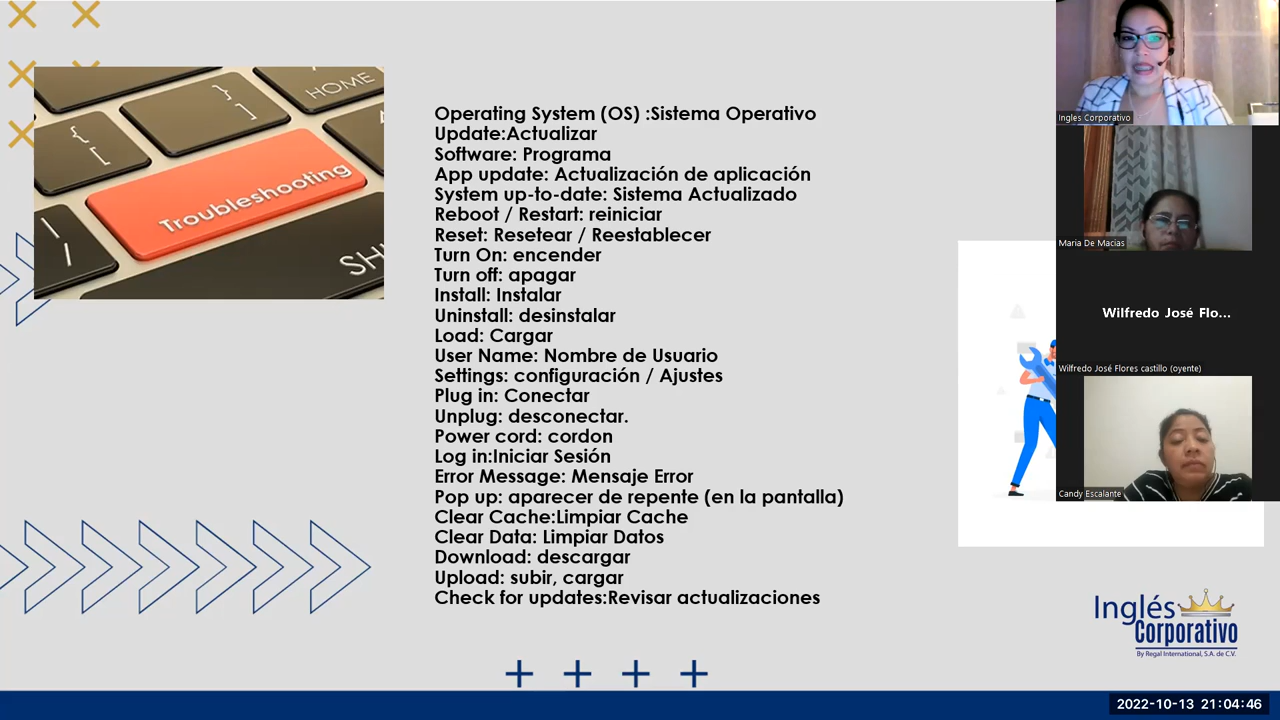 HOME
}
]
{
[
Troubleshooting
/
\
SH
Operating System (OS) :Sistema Operativo
Update:Actualizar
Software: Programa
App update: Actualización de aplicación
System up-to-date: Sistema Actualizado
Reboot / Restart: reiniciar
Reset: Resetear / Reestablecer
Turn On: encender
Turn off: apagar
Install: Instalar
Uninstall: desinstalar
Load: Cargar
User Name: Nombre de Usuario
Settings: configuración / Ajustes
Plug in: Conectar
Unplug: desconectar.
Power cord: cordon
Log in:Iniciar Sesión
Error Message: Mensaje Error
Pop up: aparecer de repente (en la pantalla)
Clear Cache:Limpiar Cache
Clear Data: Limpiar Datos
Download: descargar
Upload: subir, cargar
Check for updates:Revisar actualizaciones
Ingles Corporativo
Maria De Macias
Wilfredo José Flo...
Wilfredo José Flores castillo (oyente)
Candy Escalante
Inglés
Corporativo
By Regal International, S.A. de C.V.
2022-10-13 21:04:46